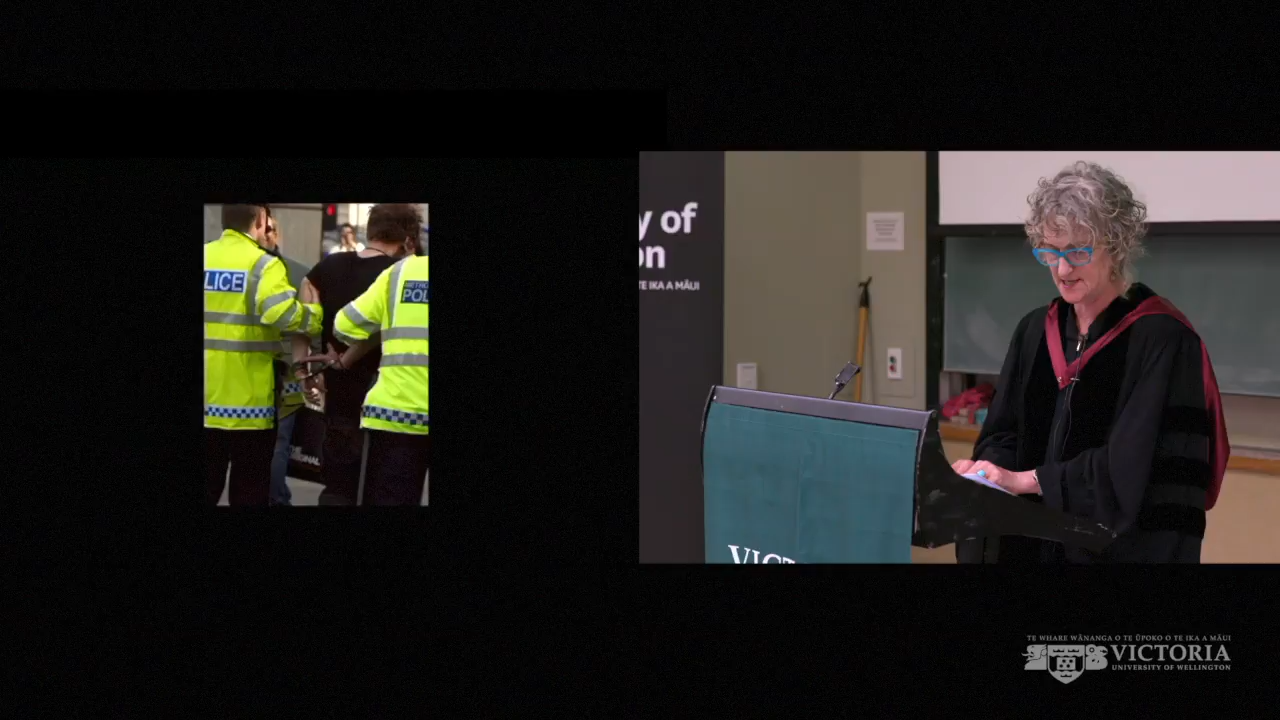 LICE
METRO
POL
y of
on
TE IKA A MĀUI
VICT
TE WHARE WĀNANGA O TE ŪPOKO O TE IKA A MĀUI
VICTORIA
UNIVERSITY OF WELLINGTON